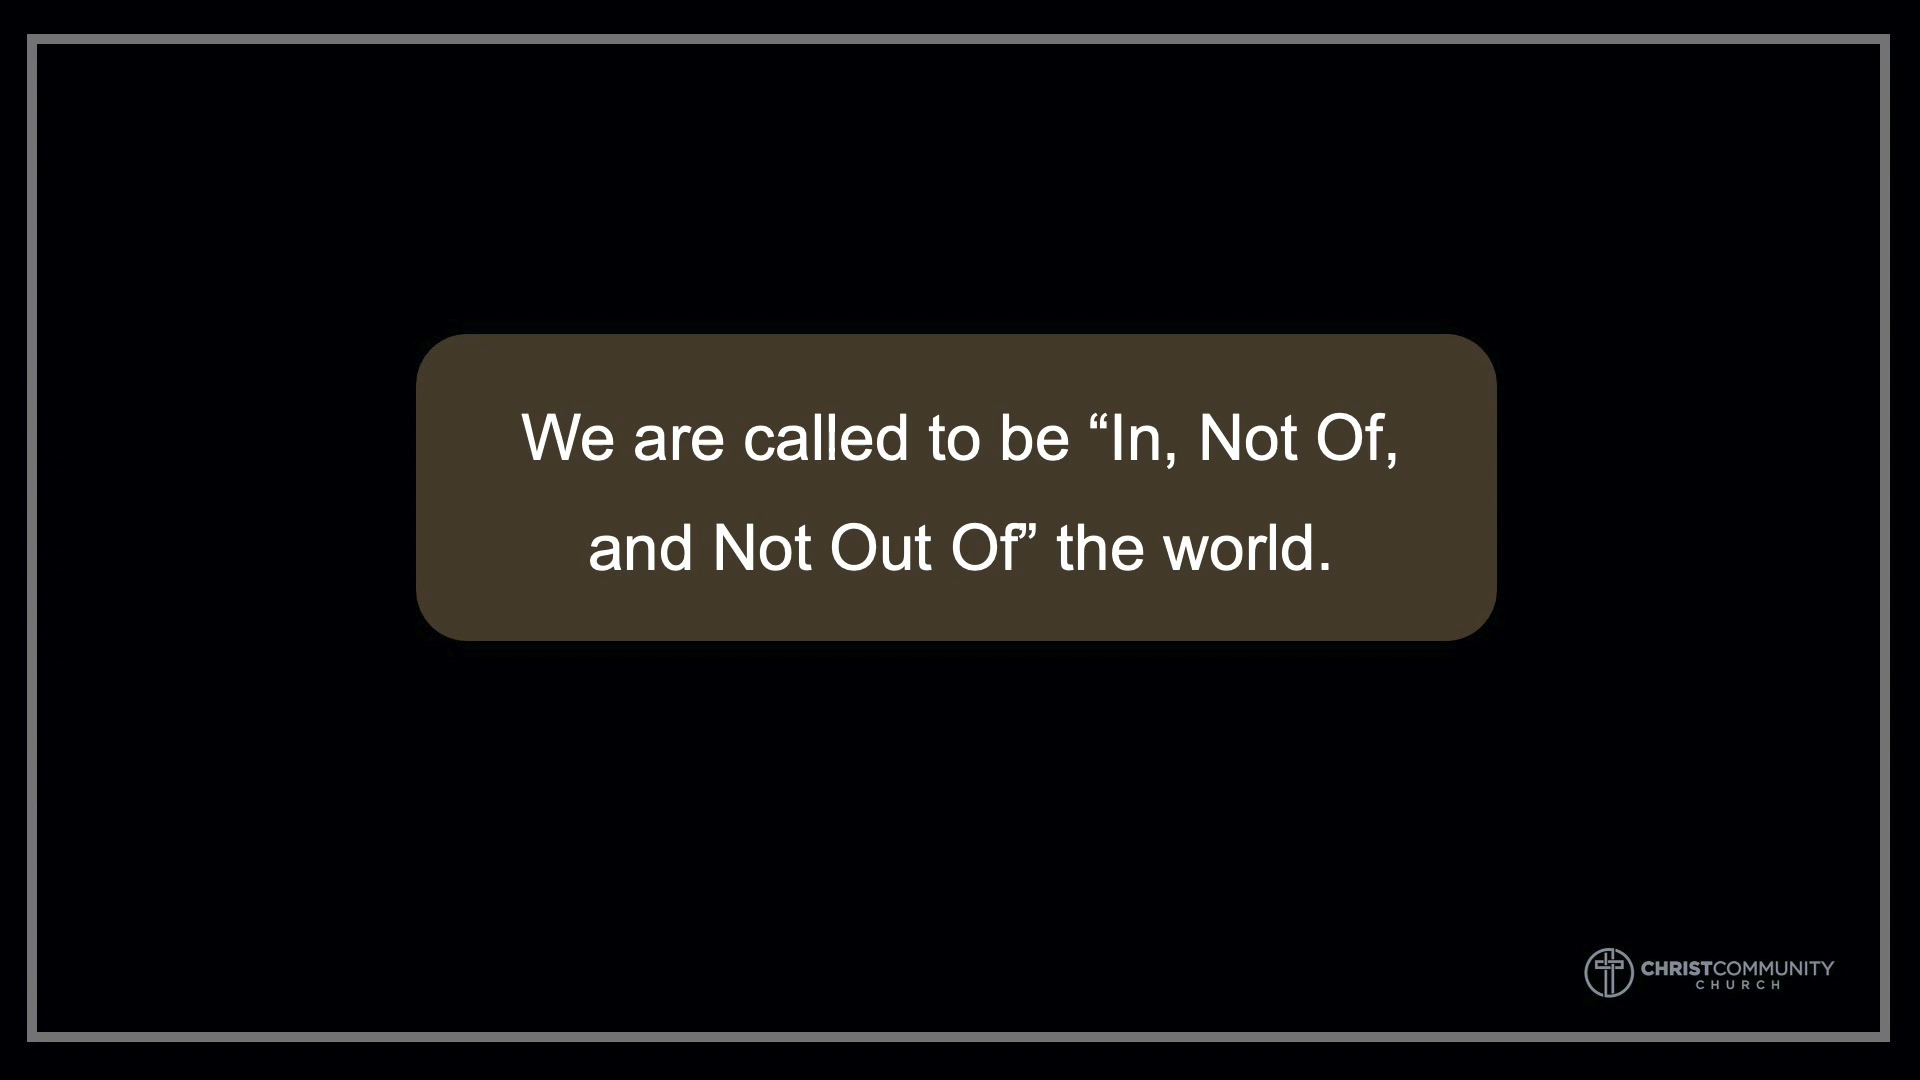 We are called to be “In, Not Of,
and Not Out Of” the world.
CHRISTCOMMUNITY
CHURCH